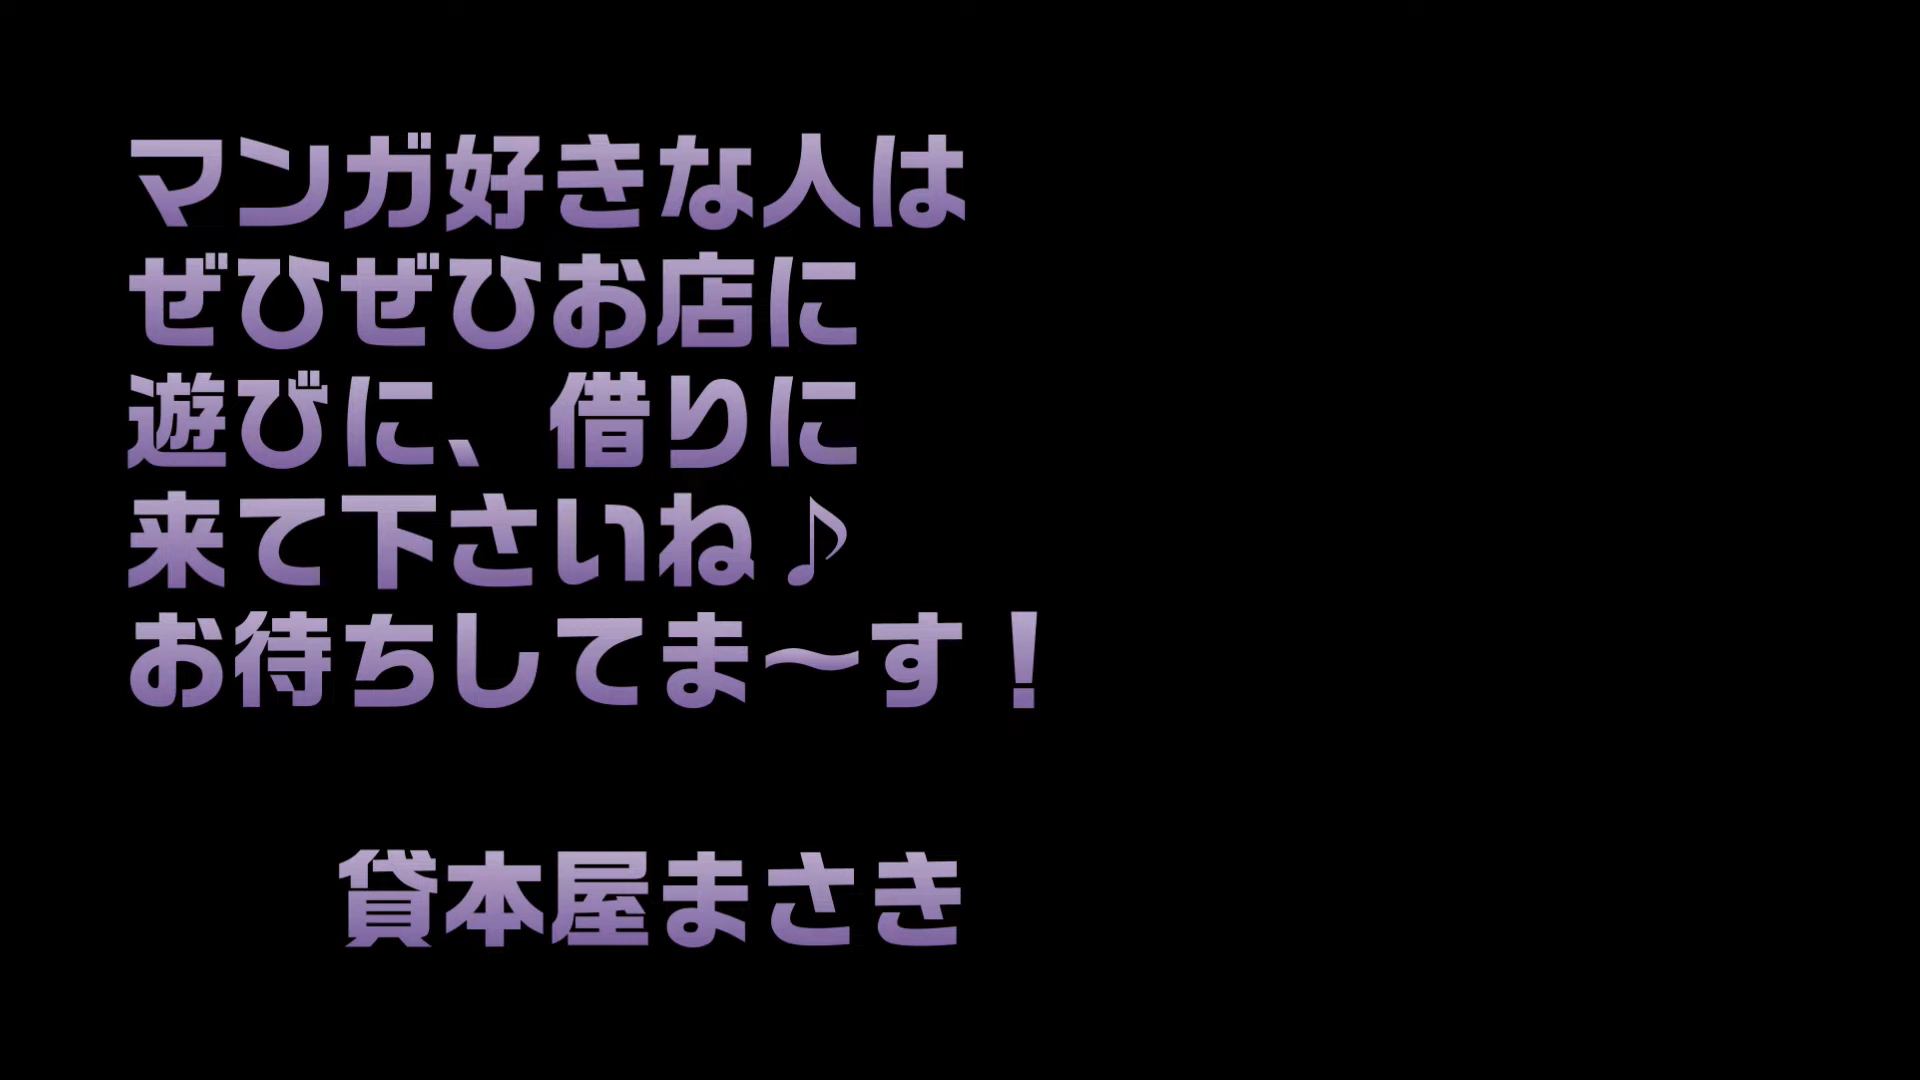 マンガ好きな人は
ぜひぜひお店に
遊びに、借りに
来て下さいね♪
お待ちしてま〜す！
貸本屋まさき